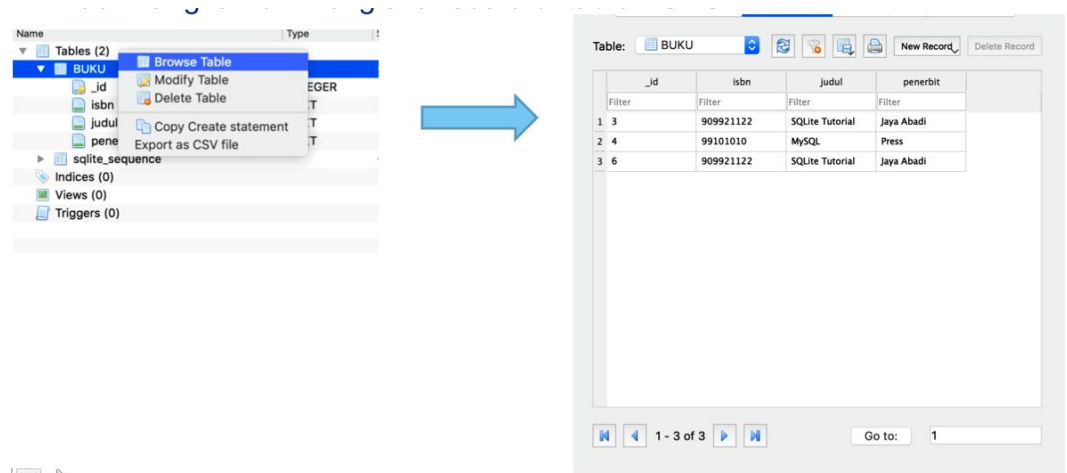 Name Type
Tables (2)
BUKU
_id
isbn
judul
sqlite_sequence
Indices (0)
Views (0)
Triggers (0)
Browse Table
Modify Table
Delete Table
Copy Create statement
Export as CSV file
Table: BUKU New Record Delete Record
_id isbn judul penerbit
Filter Filter Filter Filter
1 3 909921122 SQLite Tutorial Jaya Abadi
2 4 99101010 MySQL Press
3 6 909921122 SQLite Tutorial Jaya Abadi
1 - 3 of 3 Go to: 1